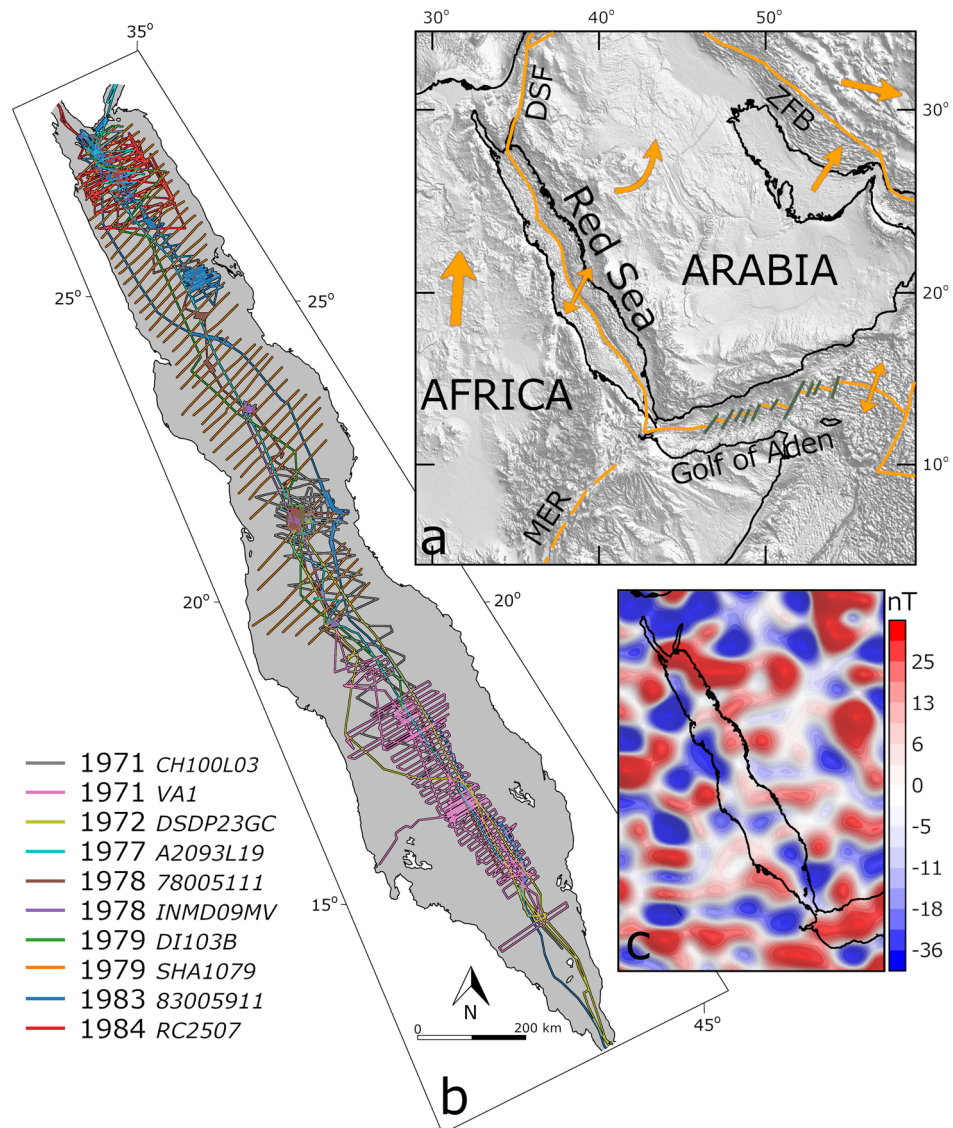 35°
30°
40°
50°
DSF
ZFB
30°
Red Sea
ARABIA
20°
AFRICA
Golf of Aden
10°
MER
a
25°
25°
20°
20°
nT
25
13
6
0
-5
-11
-18
-36
c
1971 CH100L03
1971 VA1
1972 DSDP23GC
1977 A2093L19
1978 78005111
1978 INMD09MV
1979 DI103B
1979 SHA1079
1983 83005911
1984 RC2507
15°
N
0 200 km
45°
b